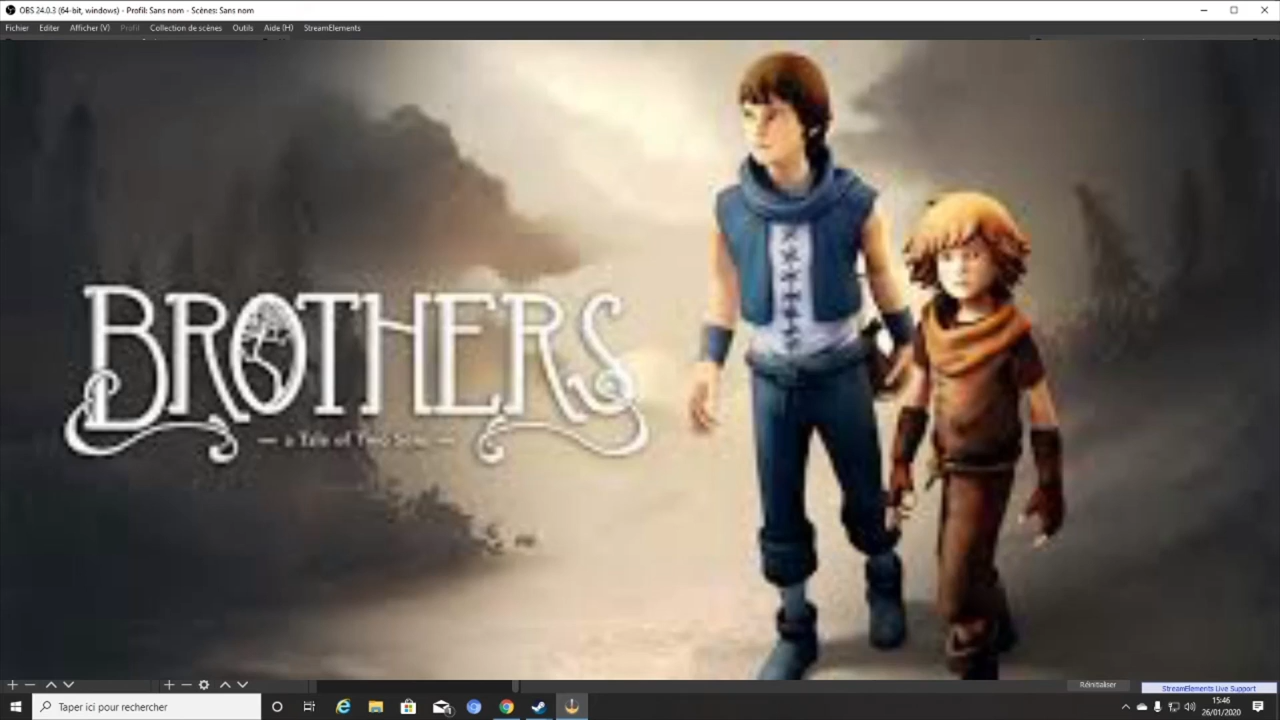 OBS 24.0.3 (64-bit, windows) - Profil: Sans nom - Scènes: Sans nom
Fichier Editer Afficher (V) Profil Collection de scènes Outils Aide (H) StreamElements
BROTHERS
a Tale of Two Sons
Réinitialiser
StreamElements Live Support
Taper ici pour rechercher
15:46
26/01/2020